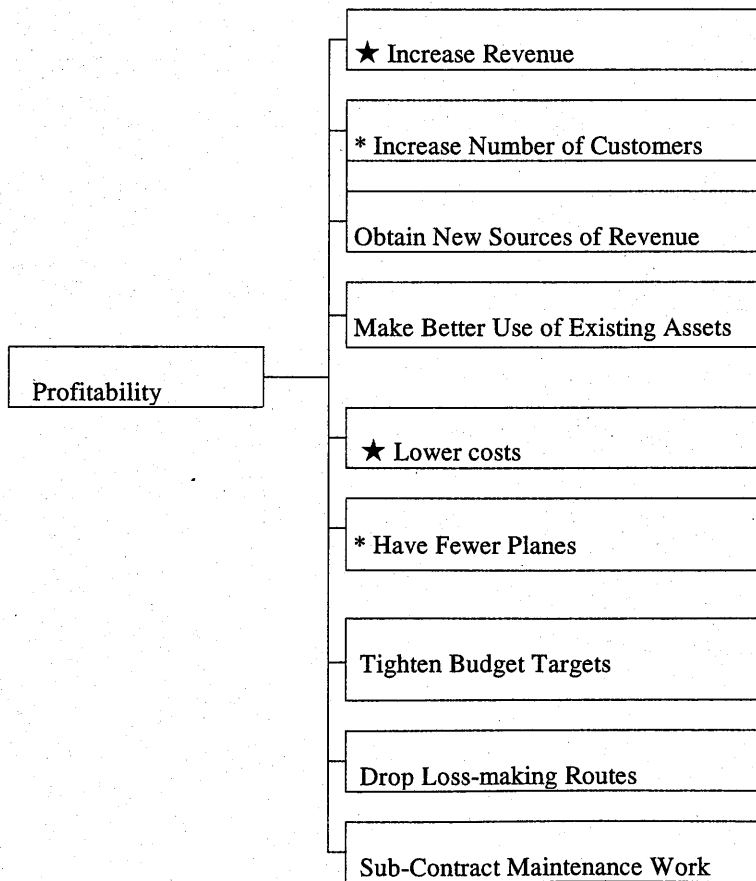 ★ Increase Revenue
* Increase Number of Customers
Obtain New Sources of Revenue
Make Better Use of Existing Assets
Profitability
★ Lower costs
* Have Fewer Planes
Tighten Budget Targets
Drop Loss-making Routes
Sub-Contract Maintenance Work